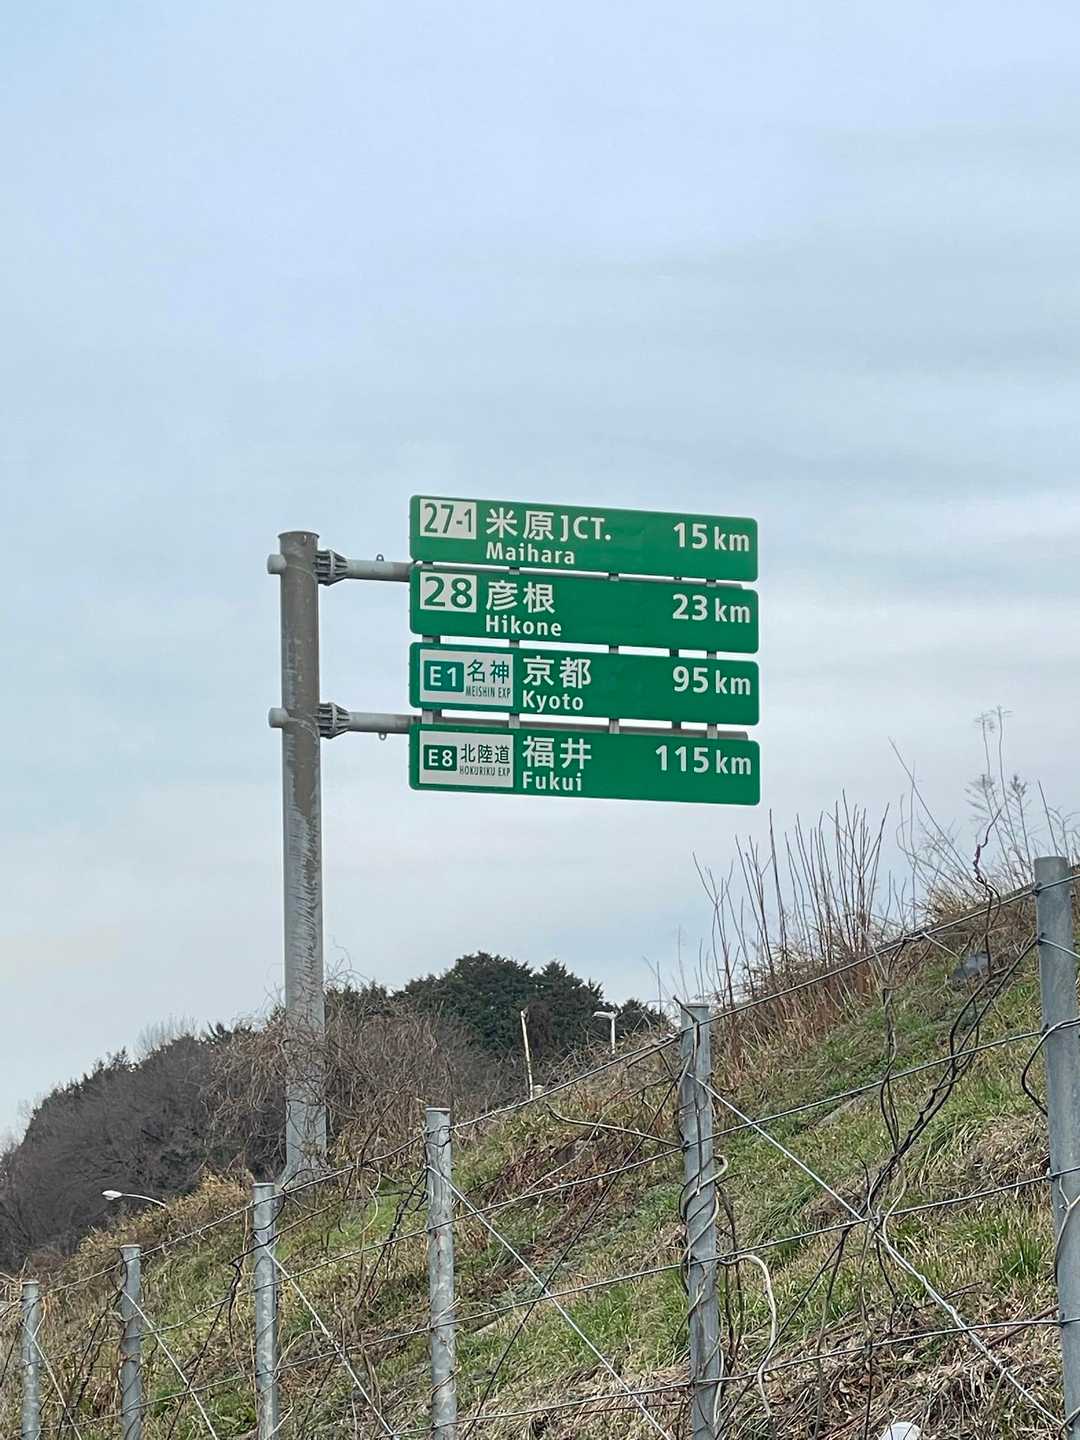 27-1 米原JCT. 15km
Maihara
28 彦根 23km
Hikone
E1 名神 京都 95km
MEISHIN EXP Kyoto
E8 北陸道 福井 115km
HOKURIKU EXP Fukui